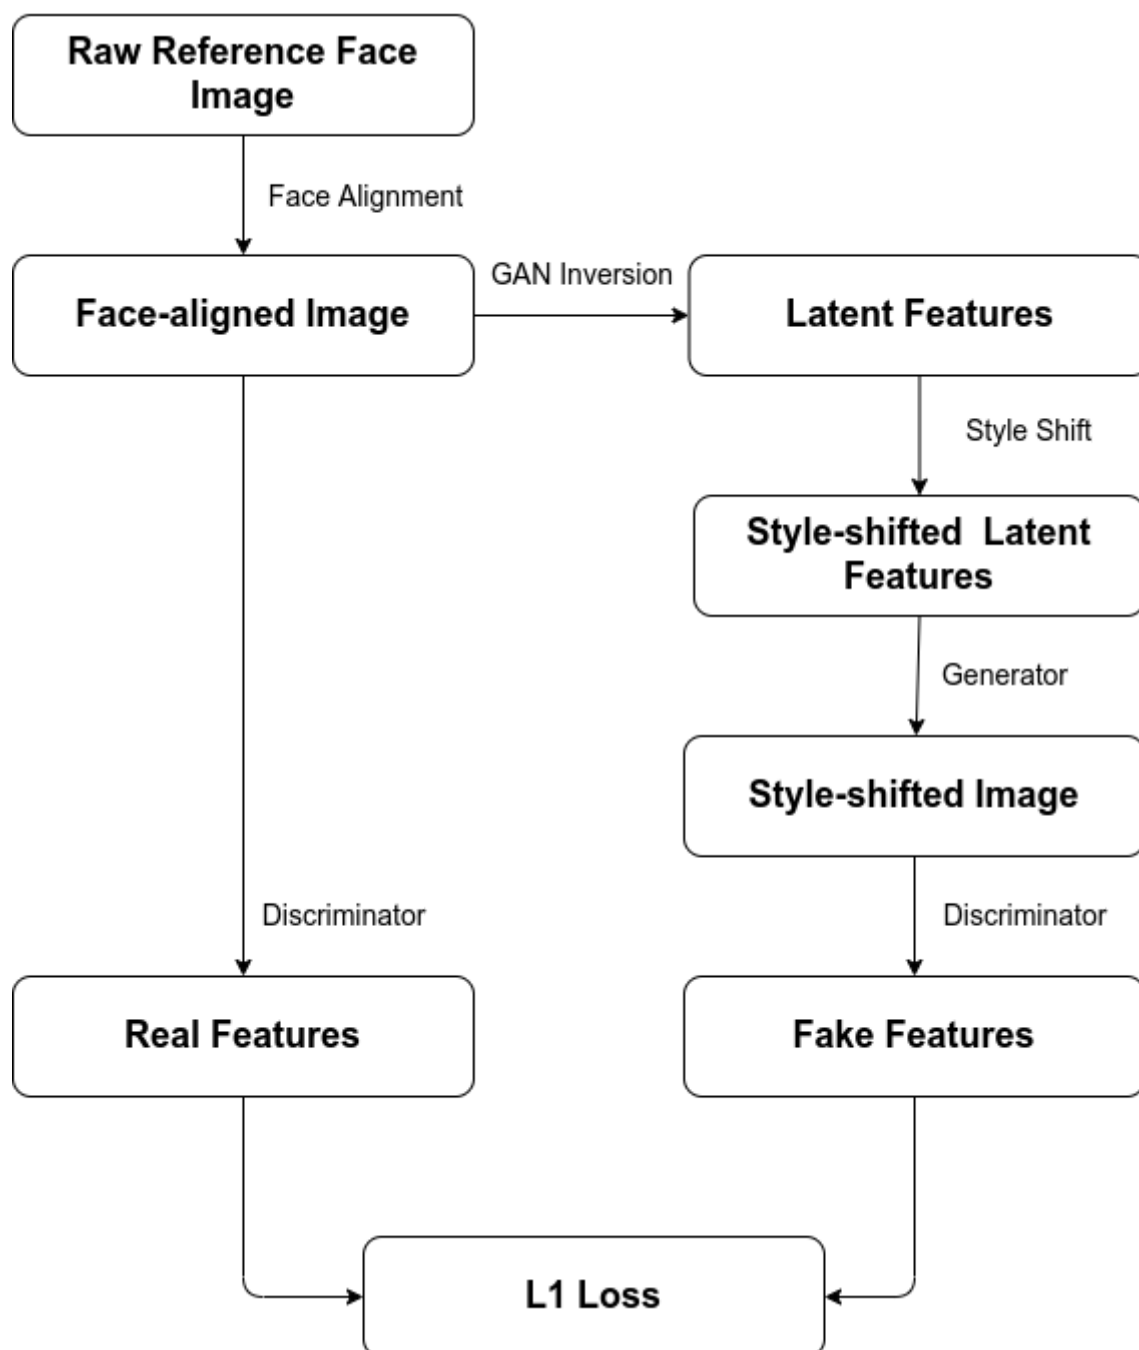 Raw Reference Face
Image
Face Alignment
Face-aligned Image
GAN Inversion
Latent Features
Style Shift
Style-shifted Latent
Features
Generator
Style-shifted Image
Discriminator
Discriminator
Real Features
Fake Features
L1 Loss